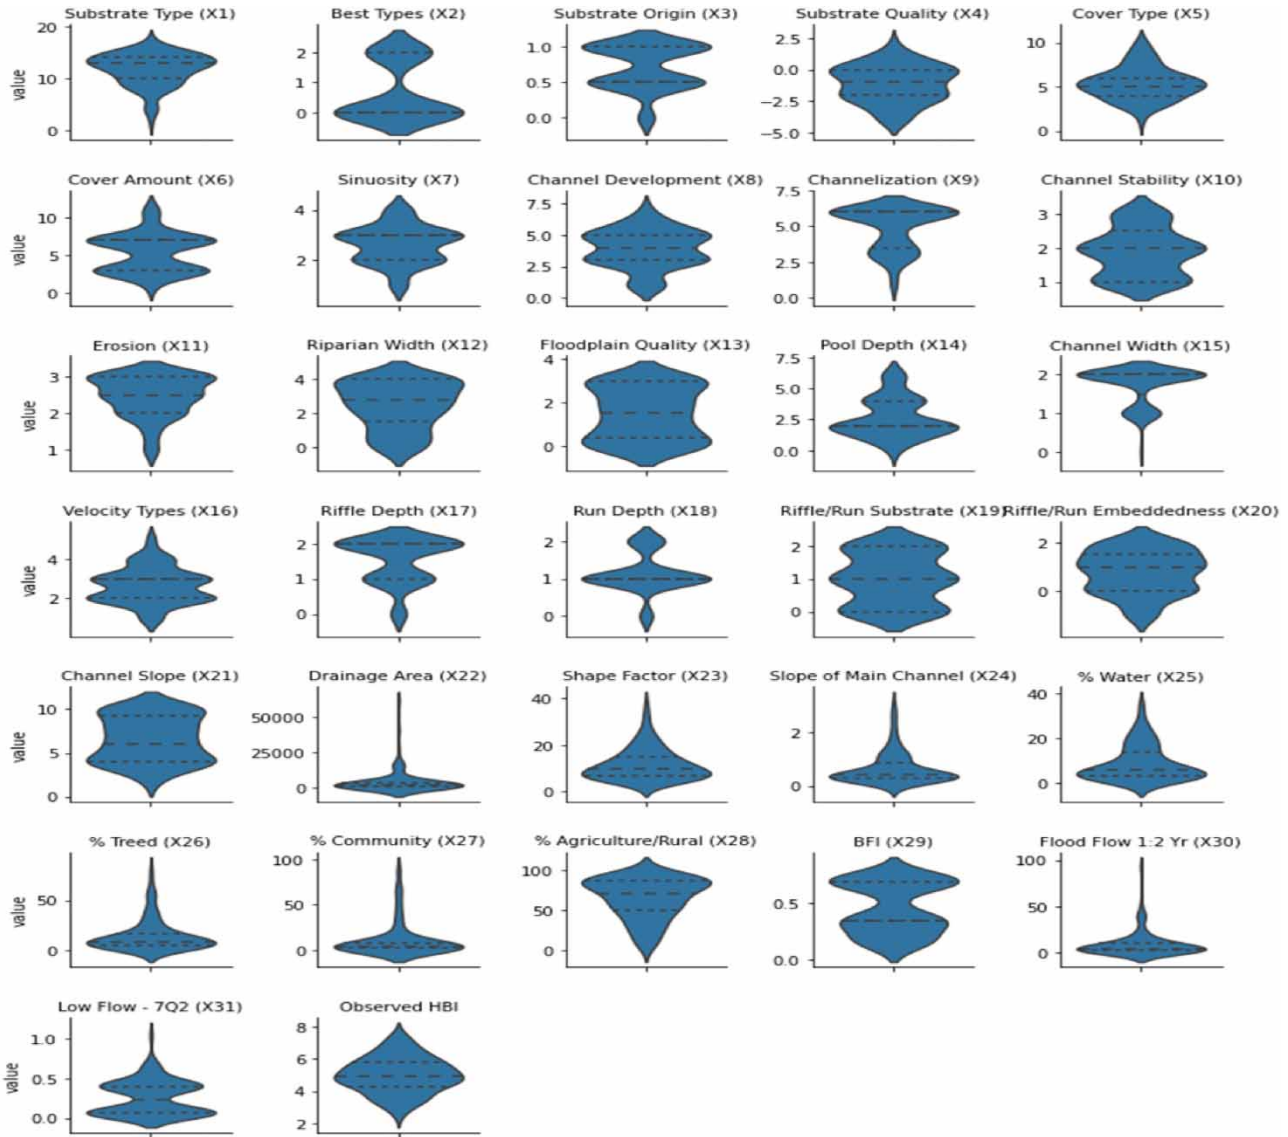 Substrate Type (X1) Best Types (X2) Substrate Origin (X3) Substrate Quality (X4) Cover Type (X5)
20 2 1.0 2.5 10
value 10 1 0.5 0.0 5
-2.5
0 0 0.0 -5.0 0
Cover Amount (X6) Sinuosity (X7) Channel Development (X8) Channelization (X9) Channel Stability (X10)
10 4 7.5 7.5 3
value 5 2 5.0 5.0 2
2.5 2.5
0 0.0 0.0 1
Erosion (X11) Riparian Width (X12) Floodplain Quality (X13) Pool Depth (X14) Channel Width (X15)
3 4 4 7.5 2
value 2 2 2 5.0 1
2.5
1 0 0 0.0 0
Velocity Types (X16) Riffle Depth (X17) Run Depth (X18) Riffle/Run Substrate (X19) Riffle/Run Embeddedness (X20)
4 2 2 2 2
value 2 1 1 1 0
0 0 0
Channel Slope (X21) Drainage Area (X22) Shape Factor (X23) Slope of Main Channel (X24) % Water (X25)
10 50000 40 2 40
value 5 25000 20 20
0 0 0 0 0
% Treed (X26) % Community (X27) % Agriculture/Rural (X28) BFI (X29) Flood Flow 1:2 Yr (X30)
50 100 100 0.5 100
value 50 50 50
0 0 0 0.0 0
Low Flow - 7Q2 (X31) Observed HBI
1.0 8
value 0.5 6
4
0.0 2